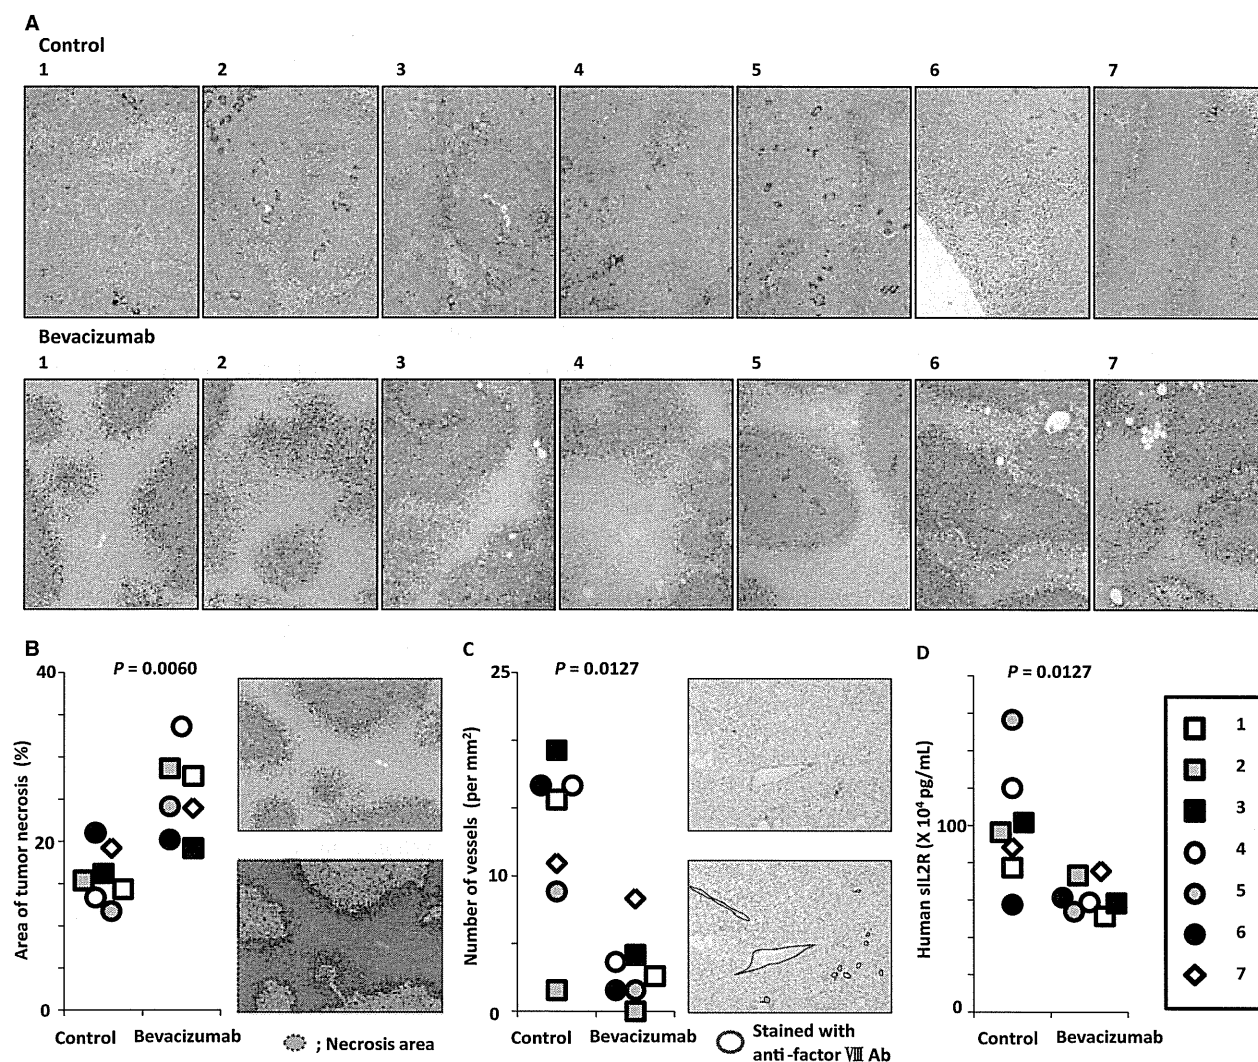 A
Control
1 2 3 4 5 6 7
Bevacizumab
1 2 3 4 5 6 7
B
P = 0.0060
40
20
0
Area of tumor necrosis (%)
Control Bevacizumab
; Necrosis area
C
P = 0.0127
25
10
0
Number of vessels (per mm²)
Control Bevacizumab
Stained with
anti-factor VIII Ab
D
P = 0.0127
100
0
Human sIL2R (X 10⁴ pg/mL)
Control Bevacizumab
1
2
3
4
5
6
7